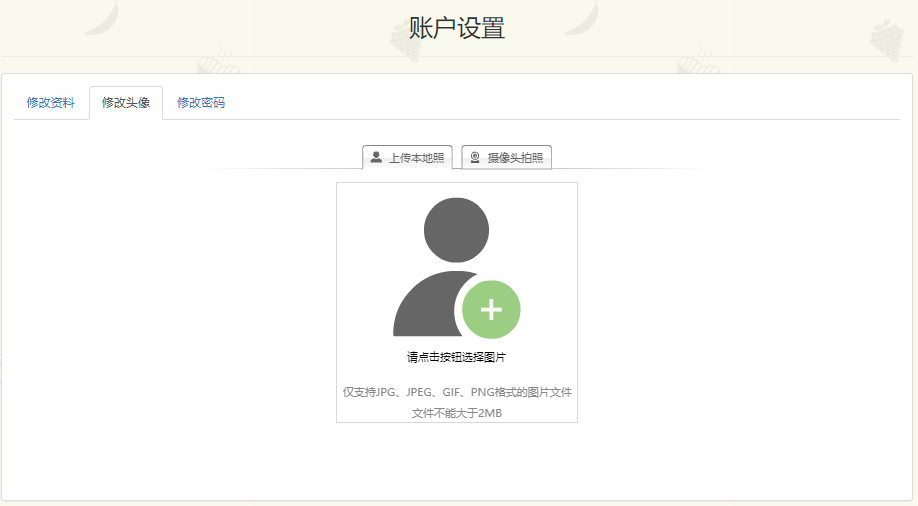 账户设置
修改资料 修改头像 修改密码
上传本地照 摄像头拍照
请点击按钮选择图片
仅支持JPG、JPEG、GIF、PNG格式的图片文件
文件不能大于2MB